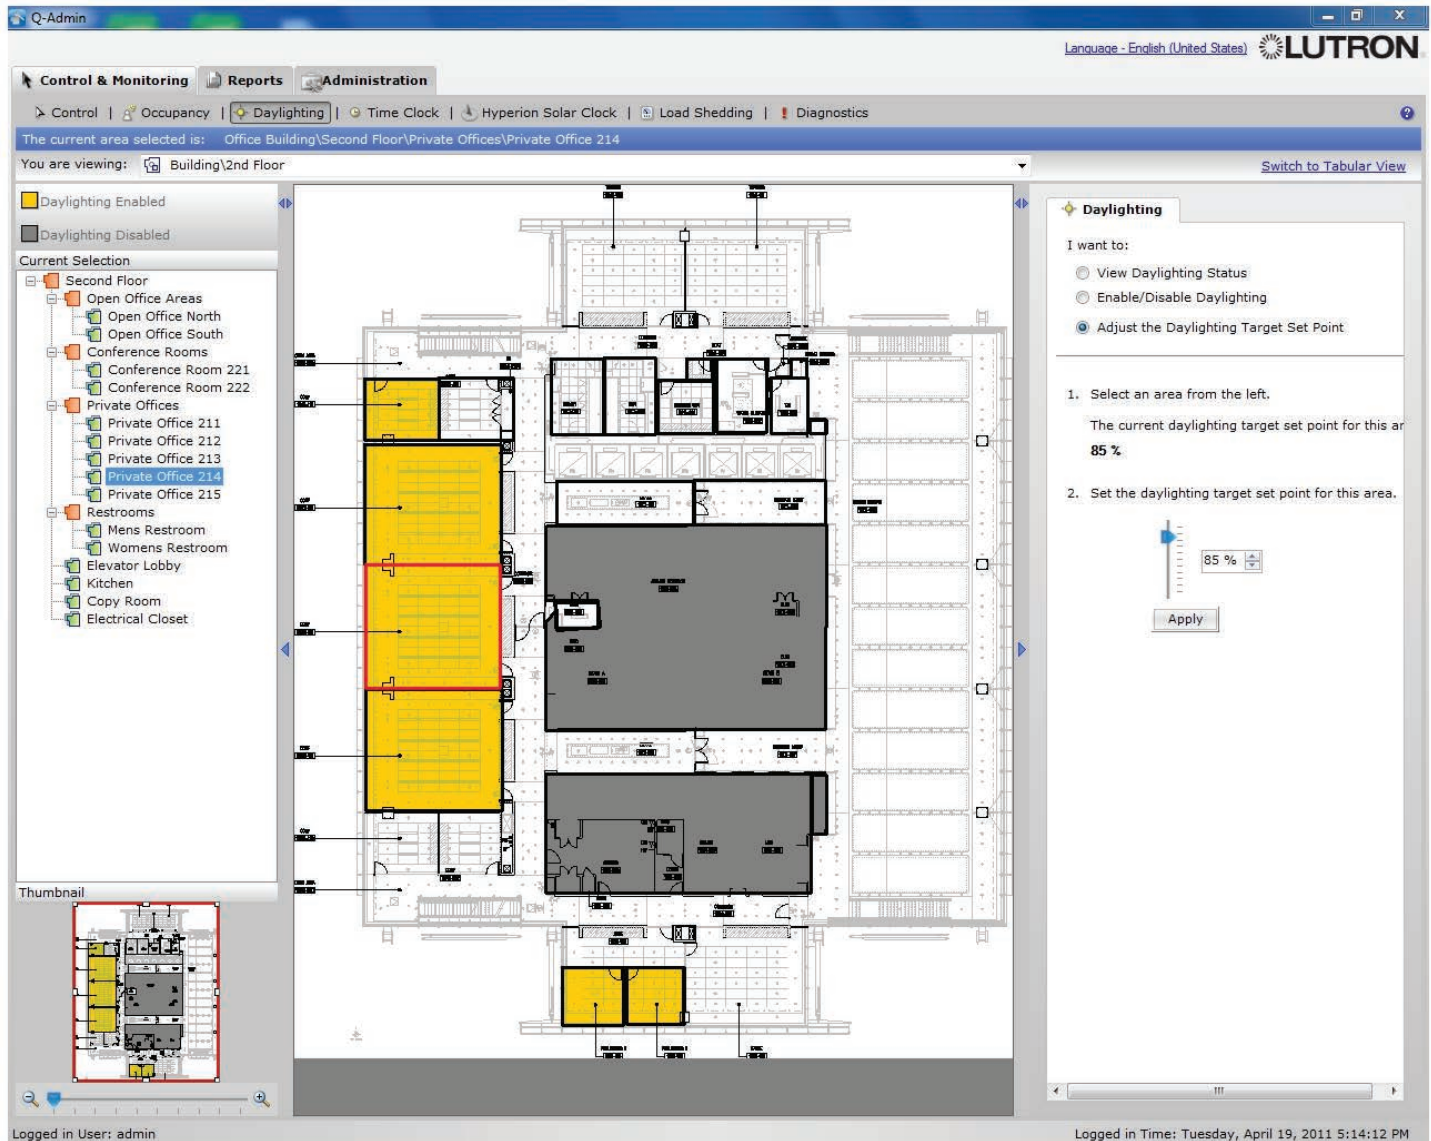 Q-Admin
Language - English (United States) LUTRON
Control & Monitoring Reports Administration
Control | Occupancy | Daylighting | Time Clock | Hyperion Solar Clock | Load Shedding | Diagnostics
The current area selected is: Office Building\Second Floor\Private Offices\Private Office 214
You are viewing: Building\2nd Floor
Switch to Tabular View
Daylighting Enabled
Daylighting Disabled
Current Selection
Second Floor
Open Office Areas
Open Office North
Open Office South
Conference Rooms
Conference Room 221
Conference Room 222
Private Offices
Private Office 211
Private Office 212
Private Office 213
Private Office 214
Private Office 215
Restrooms
Mens Restroom
Womens Restroom
Elevator Lobby
Kitchen
Copy Room
Electrical Closet
Thumbnail
Daylighting
I want to:
View Daylighting Status
Enable/Disable Daylighting
Adjust the Daylighting Target Set Point
1. Select an area from the left.
The current daylighting target set point for this ar
85 %
2. Set the daylighting target set point for this area.
85 %
Apply
Logged in User: admin
Logged in Time: Tuesday, April 19, 2011 5:14:12 PM